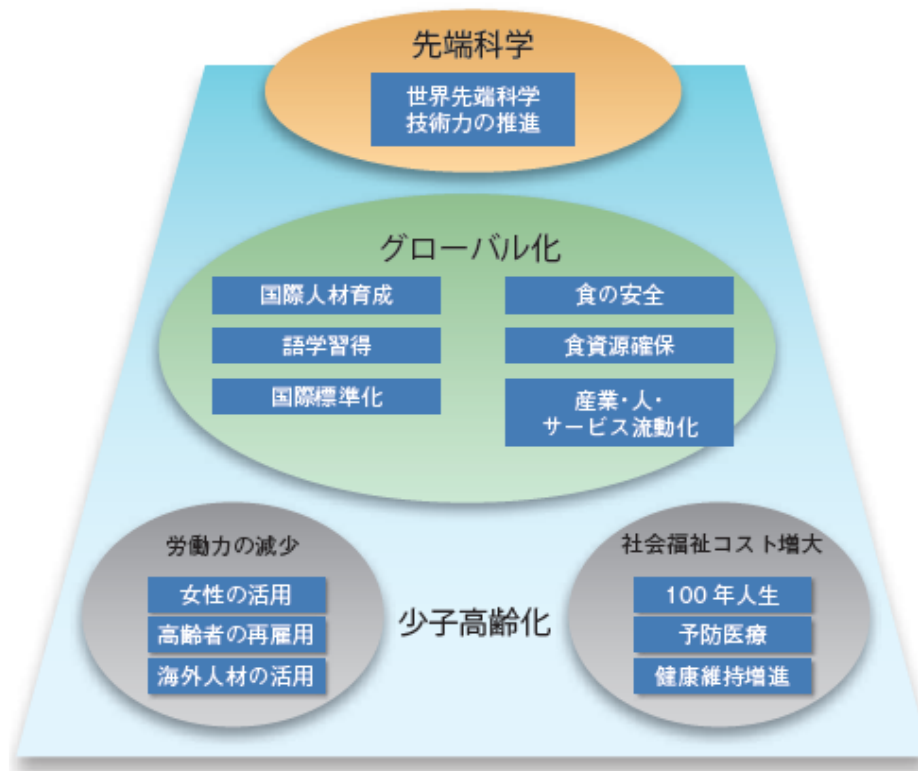 先端科学
世界先端科学
技術力の推進
グローバル化
国際人材育成
語学習得
国際標準化
食の安全
食資源確保
産業・人・
サービス流動化
労働力の減少
女性の活用
高齢者の再雇用
海外人材の活用
少子高齢化
社会福祉コスト増大
100年人生
予防医療
健康維持増進